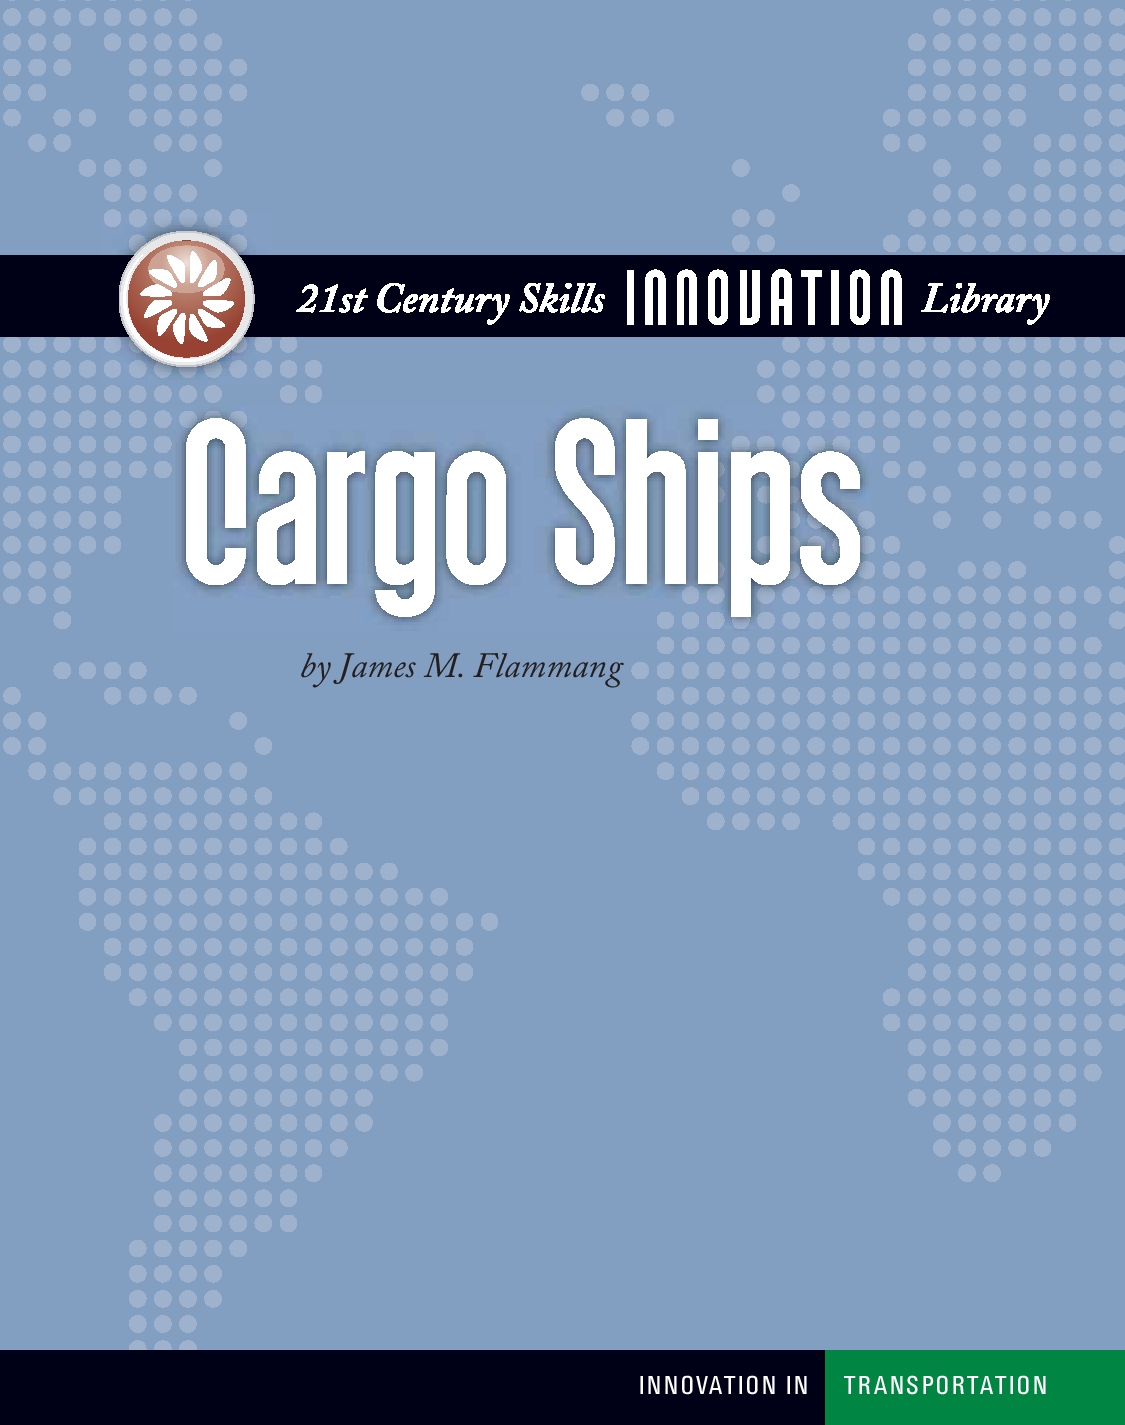 21st Century Skills INNOVATION Library
Cargo Ships
by James M. Flammang
INNOVATION IN TRANSPORTATION